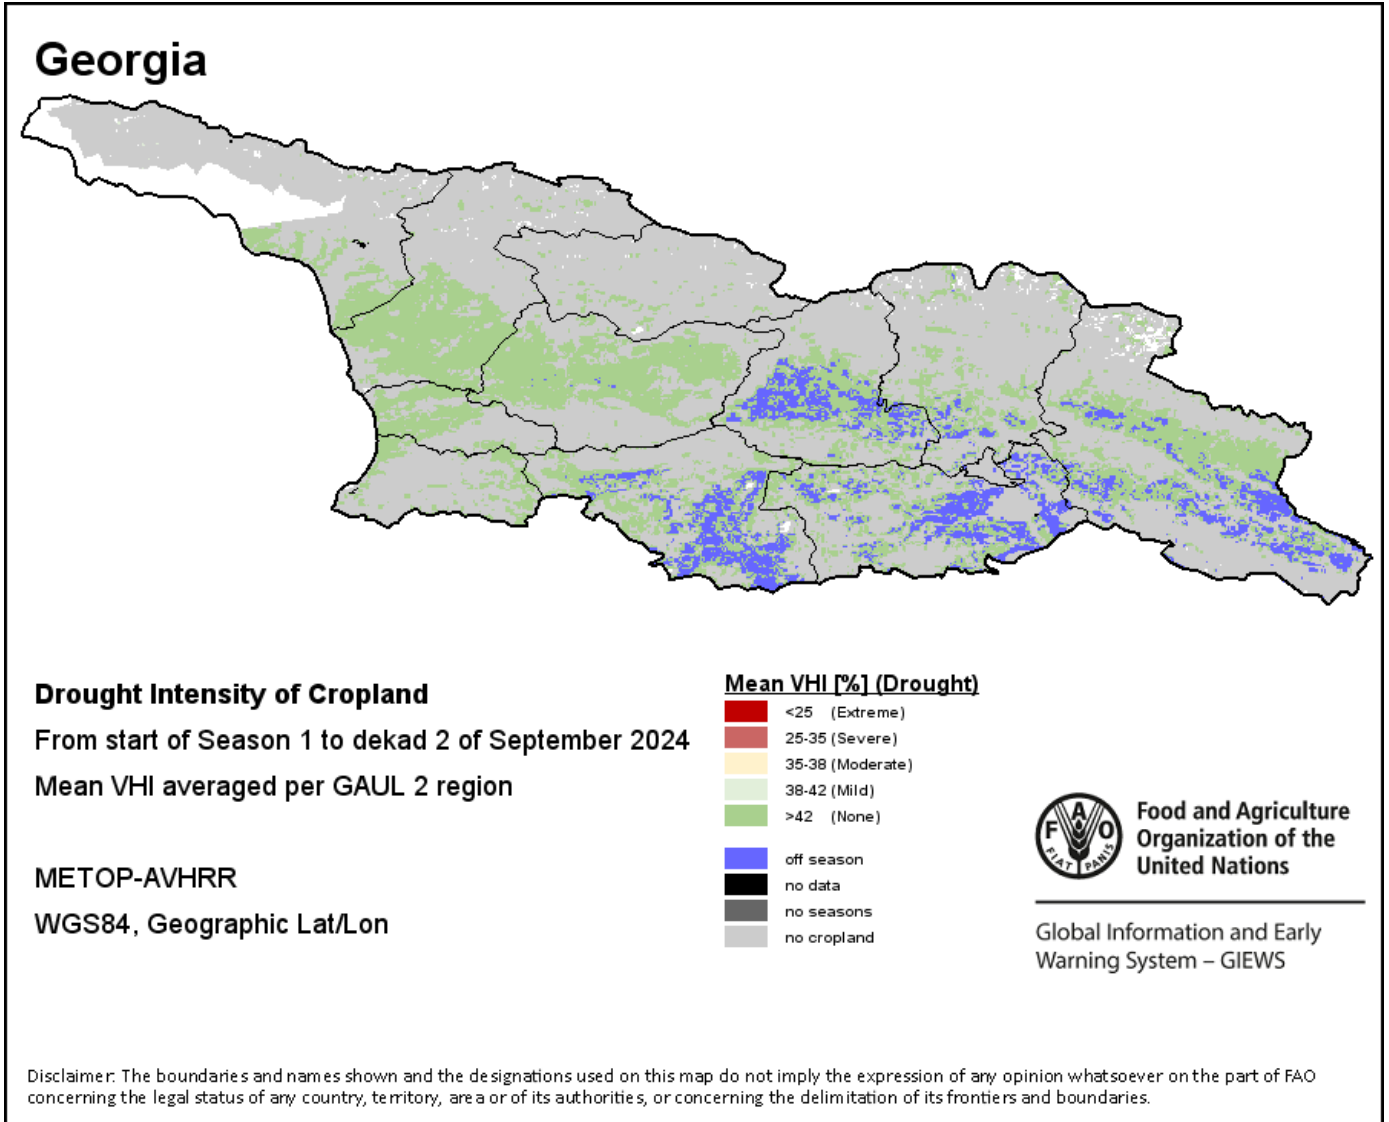 Georgia
Drought Intensity of Cropland
From start of Season 1 to dekad 2 of September 2024
Mean VHI averaged per GAUL 2 region
METOP-AVHRR
WGS84, Geographic Lat/Lon
Mean VHI [%] (Drought)
<25 (Extreme)
25-35 (Severe)
35-38 (Moderate)
38-42 (Mild)
>42 (None)
off season
no data
no seasons
no cropland
F A O
FIAT PANIS
Food and Agriculture
Organization of the
United Nations
Global Information and Early
Warning System – GIEWS
Disclaimer: The boundaries and names shown and the designations used on this map do not imply the expression of any opinion whatsoever on the part of FAO
concerning the legal status of any country, territory, area or of its authorities, or concerning the delimitation of its frontiers and boundaries.